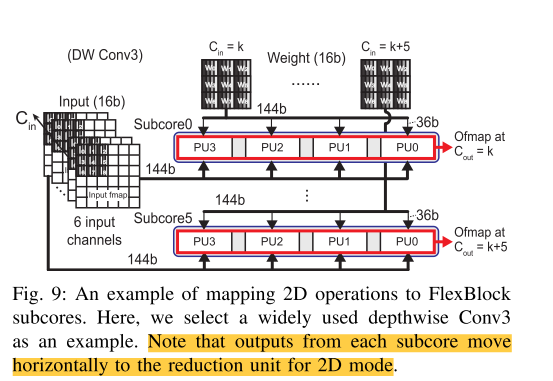 (DW Conv3)
C_in = k
Weight (16b)
C_in = k+5
......
Input (16b)
C_in
144b
Subcore0
36b
PU3
PU2
PU1
PU0
Ofmap at
C_out = k
144b
Input fmap
6 input
channels
144b
Subcore5
36b
PU3
PU2
PU1
PU0
Ofmap at
C_out = k+5
144b
Fig. 9: An example of mapping 2D operations to FlexBlock
subcores. Here, we select a widely used depthwise Conv3
as an example. Note that outputs from each subcore move
horizontally to the reduction unit for 2D mode.